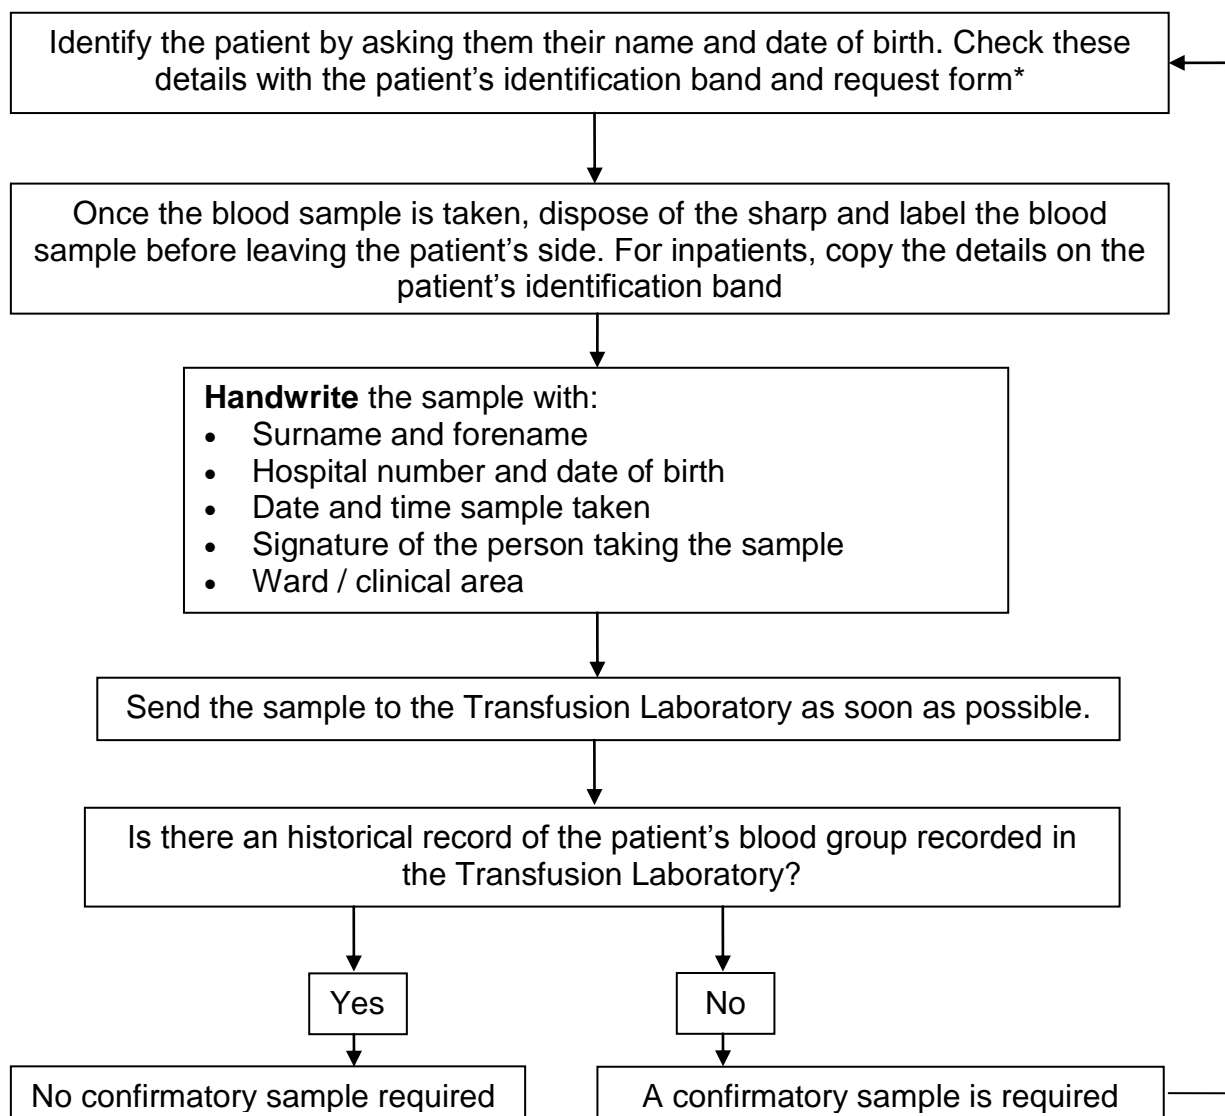 Identify the patient by asking them their name and date of birth. Check these
details with the patient’s identification band and request form*
Once the blood sample is taken, dispose of the sharp and label the blood
sample before leaving the patient’s side. For inpatients, copy the details on the
patient’s identification band
Handwrite the sample with:
• Surname and forename
• Hospital number and date of birth
• Date and time sample taken
• Signature of the person taking the sample
• Ward / clinical area
Send the sample to the Transfusion Laboratory as soon as possible.
Is there an historical record of the patient’s blood group recorded in
the Transfusion Laboratory?
Yes
No
No confirmatory sample required
A confirmatory sample is required